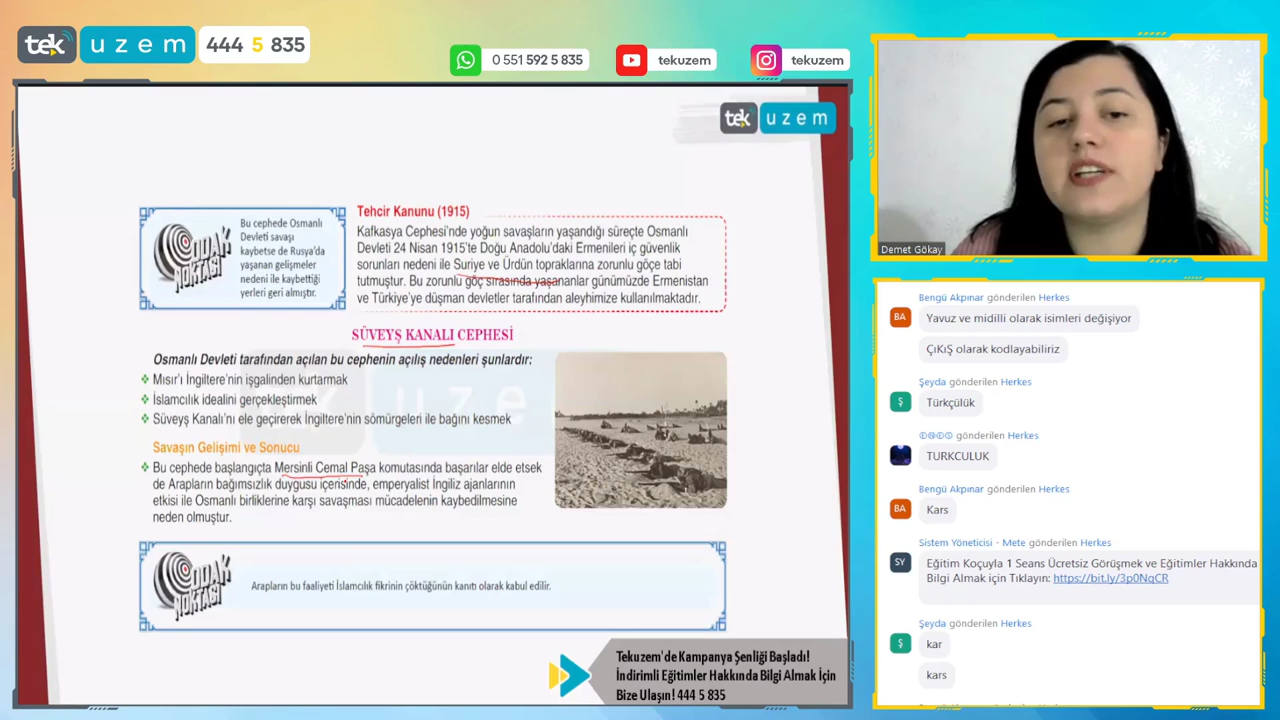 tek uzem 444 5 835
0 551 592 5 835
tekuzem
tekuzem
tek uzem
Bu cephede Osmanlı
Devleti savaşı
kaybetse de Rusya'da
yaşanan gelişmeler
nedeni ile kaybettiği
yerleri geri almıştır.
ODAK
NOKTASI
Tehcir Kanunu (1915)
Kafkasya Cephesi'nde yoğun savaşların yaşandığı süreçte Osmanlı
Devleti 24 Nisan 1915'te Doğu Anadolu'daki Ermenileri iç güvenlik
sorunları nedeni ile Suriye ve Ürdün topraklarına zorunlu göçe tabi
tutmuştur. Bu zorunlu göç sırasında yaşananlar günümüzde Ermenistan
ve Türkiye'ye düşman devletler tarafından aleyhimize kullanılmaktadır.
SÜVEYŞ KANALI CEPHESİ
Osmanlı Devleti tarafından açılan bu cephenin açılış nedenleri şunlardır:
Mısır'ı İngiltere'nin işgalinden kurtarmak
İslamcılık idealini gerçekleştirmek
Süveyş Kanalı'nı ele geçirerek İngiltere'nin sömürgeleri ile bağını kesmek
Savaşın Gelişimi ve Sonucu
Bu cephede başlangıçta Mersinli Cemal Paşa komutasında başarılar elde etsek
de Arapların bağımsızlık duygusu içerisinde, emperyalist İngiliz ajanlarının
etkisi ile Osmanlı birliklerine karşı savaşması mücadelenin kaybedilmesine
neden olmuştur.
ODAK
NOKTASI
Arapların bu faaliyeti İslamcılık fikrinin çöktüğünün kanıtı olarak kabul edilir.
Tekuzem'de Kampanya Şenliği Başladı!
İndirimli Eğitimler Hakkında Bilgi Almak İçin
Bize Ulaşın! 444 5 835
Demet Gökay
Bengü Akpınar gönderilen Herkes
BA
Yavuz ve midilli olarak isimleri değişiyor
ÇıKıŞ olarak kodlayabiliriz
Şeyda gönderilen Herkes
Ş
Türkçülük
ⒸⓃⒸⓈ gönderilen Herkes
TURKCULUK
Bengü Akpınar gönderilen Herkes
BA
Kars
Sistem Yöneticisi - Mete gönderilen Herkes
SY
Eğitim Koçuyla 1 Seans Ücretsiz Görüşmek ve Eğitimler Hakkında
Bilgi Almak için Tıklayın: https://bit.ly/3p0NqCR
Şeyda gönderilen Herkes
Ş
kar
kars